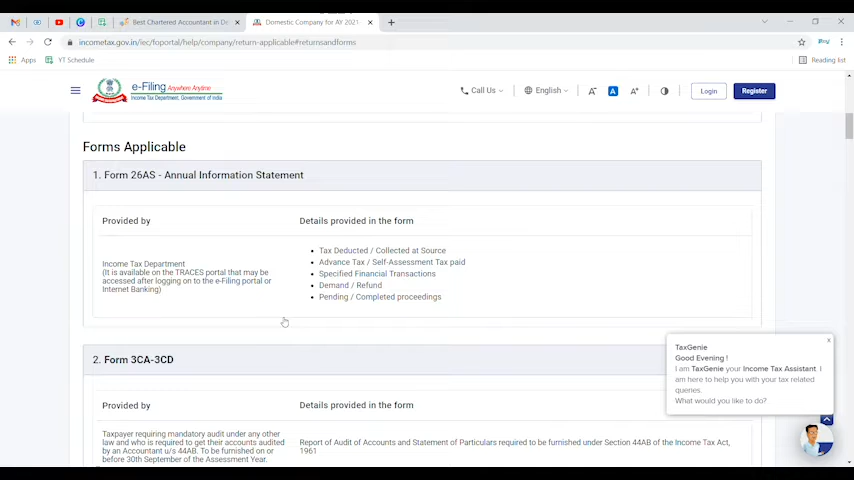 Best Chartered Accountant in De
Domestic Company for AY 2021-
incometax.gov.in/iec/foportal/help/company/return-applicable#returnsandforms
Apps
YT Schedule
Reading list
e-Filing Anywhere Anytime
Income Tax Department, Government of India
Call Us
English
A-
A
A+
Login
Register
Forms Applicable
1. Form 26AS - Annual Information Statement
Provided by
Details provided in the form
Income Tax Department
(It is available on the TRACES portal that may be
accessed after logging on to the e-Filing portal or
Internet Banking)
Tax Deducted / Collected at Source
Advance Tax / Self-Assessment Tax paid
Specified Financial Transactions
Demand / Refund
Pending / Completed proceedings
2. Form 3CA-3CD
Provided by
Details provided in the form
Taxpayer requiring mandatory audit under any other
law and who is required to get their accounts audited
by an Accountant u/s 44AB. To be furnished on or
before 30th September of the Assessment Year.
Report of Audit of Accounts and Statement of Particulars required to be furnished under Section 44AB of the Income Tax Act,
1961
x
TaxGenie
Good Evening !
I am TaxGenie your Income Tax Assistant I
am here to help you with your tax related
queries.
What would you like to do?